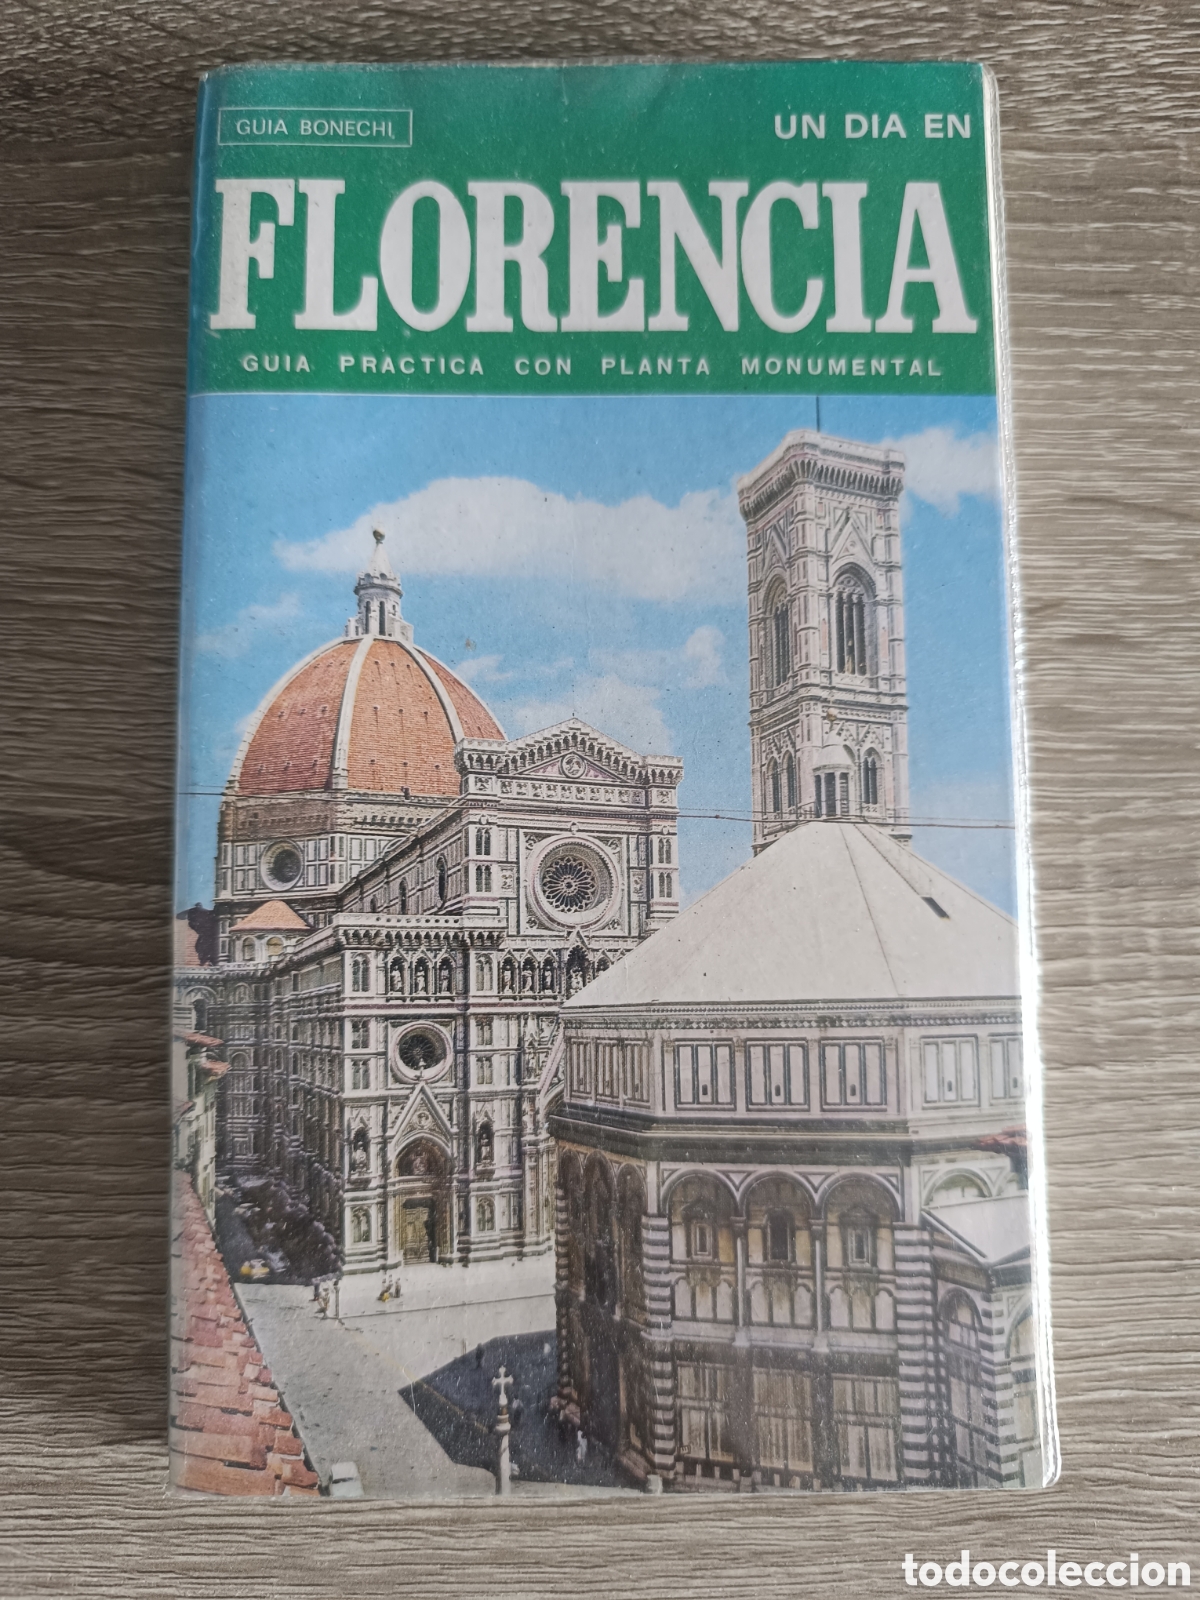 GUIA BONECHI
UN DIA EN
FLORENCIA
GUIA PRACTICA CON PLANTA MONUMENTAL
todocoleccion